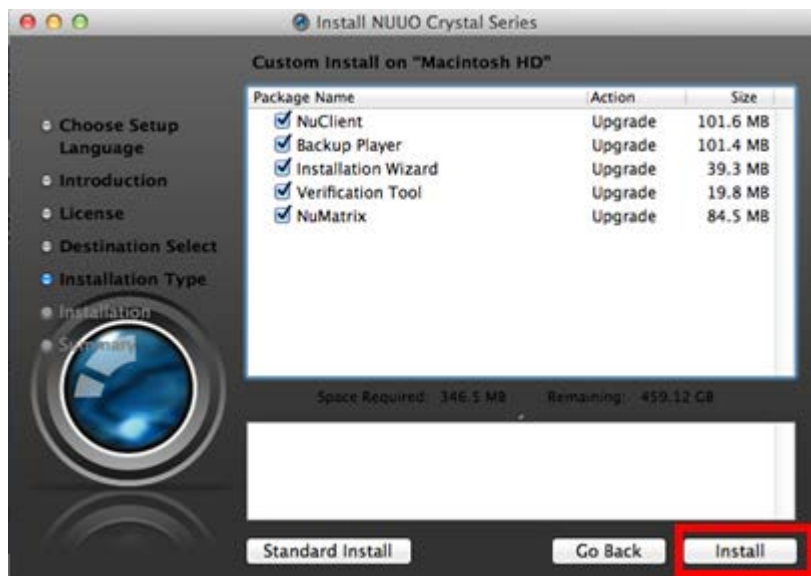 Install NUUO Crystal Series
Custom Install on "Macintosh HD"
Choose Setup
Language
Introduction
License
Destination Select
Installation Type
Installation
Summary
Package Name Action Size
NuClient Upgrade 101.6 MB
Backup Player Upgrade 101.4 MB
Installation Wizard Upgrade 39.3 MB
Verification Tool Upgrade 19.8 MB
NuMatrix Upgrade 84.5 MB
Space Required: 346.5 MB Remaining: 459.12 GB
Standard Install Go Back Install